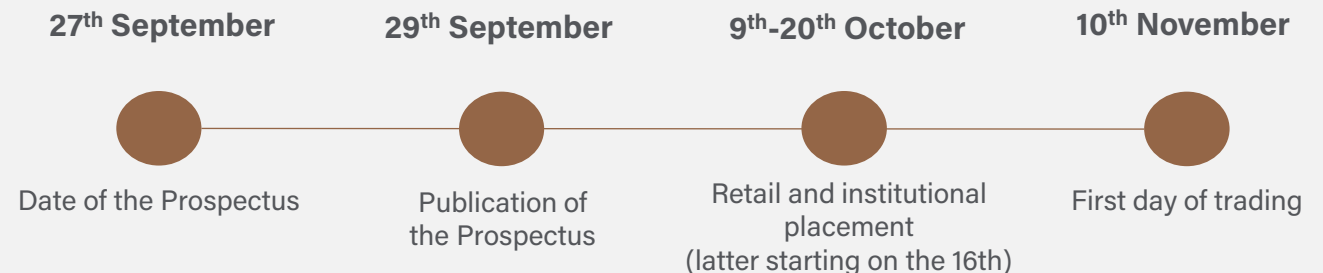 27th September
29th September
9th-20th October
10th November
Date of the Prospectus
Publication of
the Prospectus
Retail and institutional
placement
(latter starting on the 16th)
First day of trading